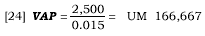 [24] VAP = 2,500 / 0.015 = UM 166,667